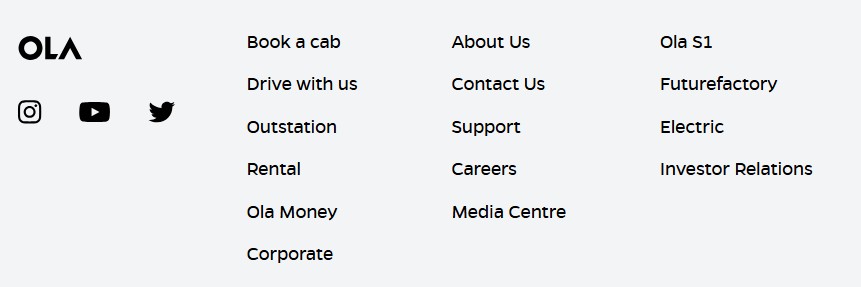 OLA
Book a cab
Drive with us
Outstation
Rental
Ola Money
Corporate
About Us
Contact Us
Support
Careers
Media Centre
Ola S1
Futurefactory
Electric
Investor Relations